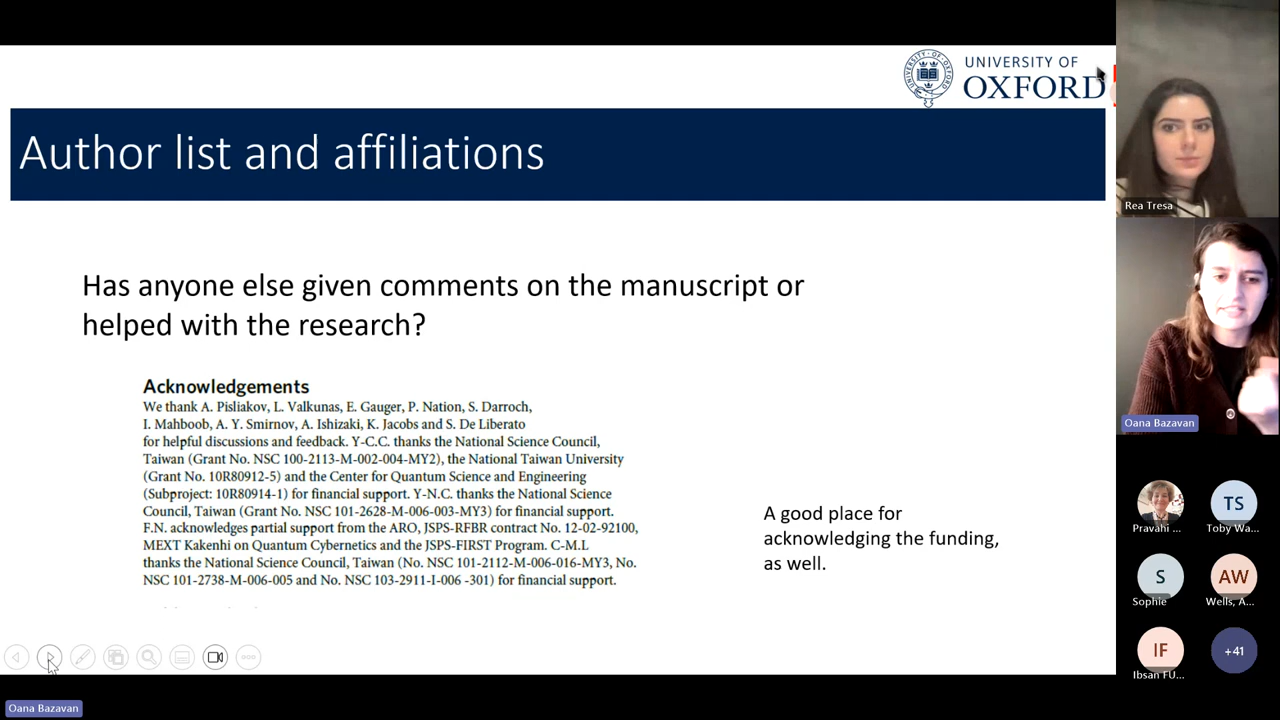 UNIVERSITY OF
OXFORD
Author list and affiliations
Has anyone else given comments on the manuscript or
helped with the research?
Acknowledgements
We thank A. Pisliakov, L. Valkunas, E. Gauger, P. Nation, S. Darroch,
I. Mahboob, A. Y. Smirnov, A. Ishizaki, K. Jacobs and S. De Liberato
for helpful discussions and feedback. Y-C.C. thanks the National Science Council,
Taiwan (Grant No. NSC 100-2113-M-002-004-MY2), the National Taiwan University
(Grant No. 10R80912-5) and the Center for Quantum Science and Engineering
(Subproject: 10R80914-1) for financial support. Y-N.C. thanks the National Science
Council, Taiwan (Grant No. NSC 101-2628-M-006-003-MY3) for financial support.
F.N. acknowledges partial support from the ARO, JSPS-RFBR contract No. 12-02-92100,
MEXT Kakenhi on Quantum Cybernetics and the JSPS-FIRST Program. C-M.L
thanks the National Science Council, Taiwan (No. NSC 101-2112-M-006-016-MY3, No.
NSC 101-2738-M-006-005 and No. NSC 103-2911-I-006 -301) for financial support.
A good place for
acknowledging the funding,
as well.
Rea Tresa
Oana Bazavan
Pravahi ...
TS
Toby Wa...
S
Sophie
AW
Wells, A...
IF
Ibsan FU...
+41
Oana Bazavan